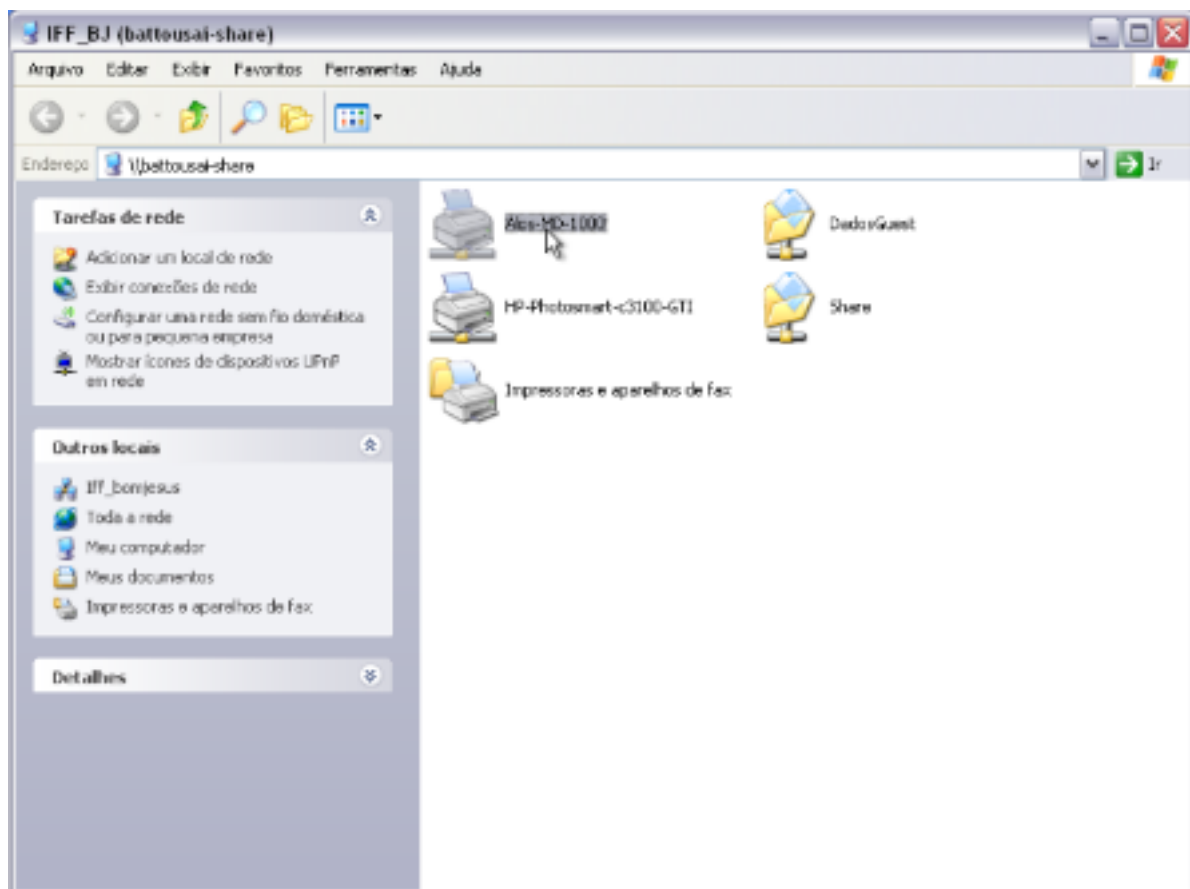 IFF_BJ (battousai-share)
Arquivo Editar Exibir Favoritos Ferramentas Ajuda
Endereço \\battousai-share Ir
Tarefas de rede
Adicionar um local de rede
Exibir conexões de rede
Configurar uma rede sem fio doméstica
ou para pequena empresa
Mostrar ícones de dispositivos UPnP
em rede
Outros locais
Iff_bomjesus
Toda a rede
Meu computador
Meus documentos
Impressoras e aparelhos de fax
Detalhes
Alps-MD-1000
DadosGuest
HP-Photosmart-c3100-GTI
Share
Impressoras e aparelhos de fax